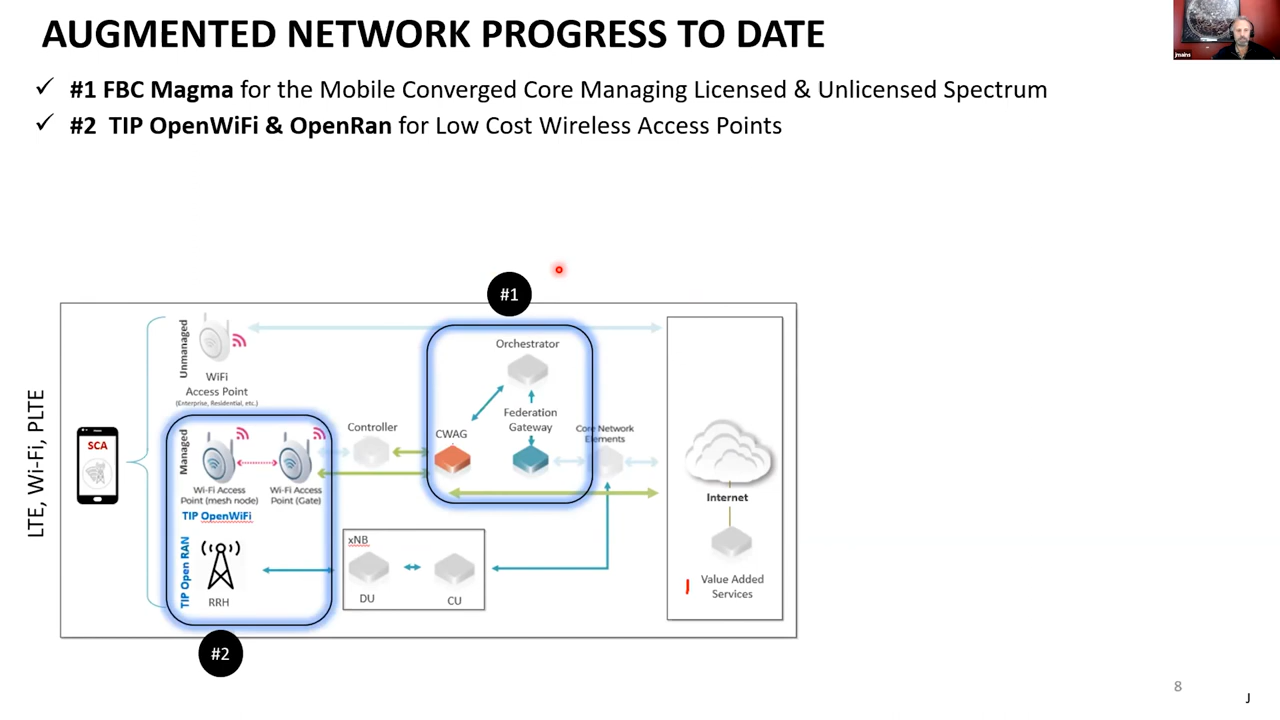 AUGMENTED NETWORK PROGRESS TO DATE
jmains
✓ #1 FBC Magma for the Mobile Converged Core Managing Licensed & Unlicensed Spectrum
✓ #2 TIP OpenWiFi & OpenRan for Low Cost Wireless Access Points
#1
LTE, Wi-Fi, PLTE
SCA
Unmanaged
WiFi
Access Point
(Enterprise, Residential, etc.)
Managed
Wi-Fi Access
Point (mesh node)
Wi-Fi Access
Point (Gate)
TIP OpenWiFi
TIP Open RAN
RRH
Controller
Orchestrator
CWAG
Federation
Gateway
Core Network
Elements
xNB
DU
CU
Internet
Value Added
Services
#2
8
J